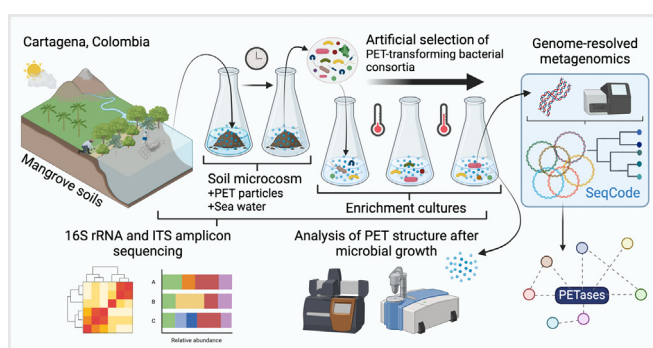 Cartagena, Colombia
Mangrove soils
Soil microcosm
+PET particles
+Sea water
Artificial selection of
PET-transforming bacterial
consortia
Enrichment cultures
Genome-resolved
metagenomics
SeqCode
16S rRNA and ITS amplicon
sequencing
A
B
C
Relative abundance
Analysis of PET structure after
microbial growth
PETases